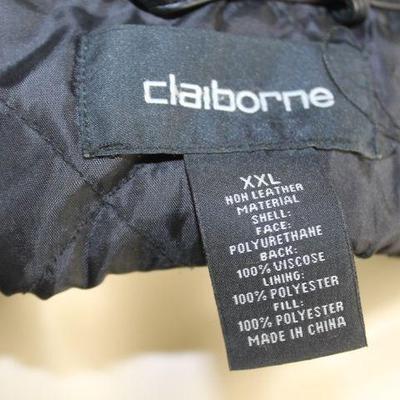 claiborne
XXL
NON LEATHER
MATERIAL
SHELL:
FACE:
POLYURETHANE
BACK:
100% VISCOSE
LINING:
100% POLYESTER
FILL:
100% POLYESTER
MADE IN CHINA